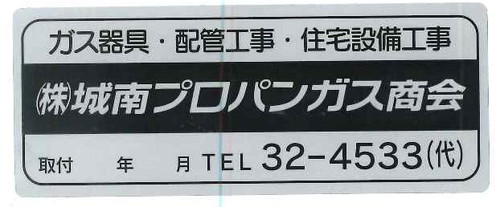 ガス器具・配管工事・住宅設備工事
㈱城南プロパンガス商会
取付　年　月 TEL 32-4533(代)